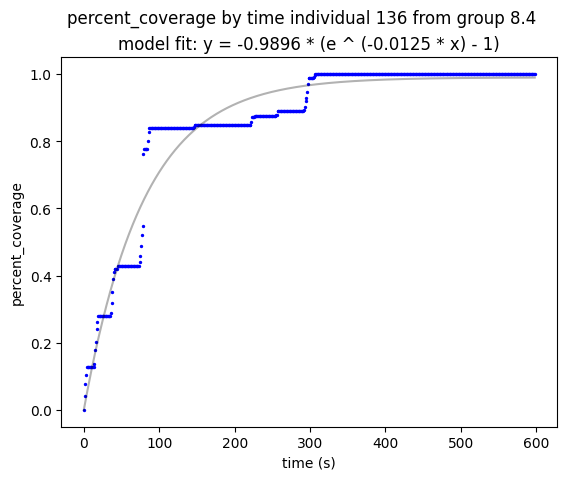 percent_coverage by time individual 136 from group 8.4
model fit: y = -0.9896 * (e ^ (-0.0125 * x) - 1)
1.0
0.8
0.6
0.4
0.2
0.0
percent_coverage
0 100 200 300 400 500 600
time (s)